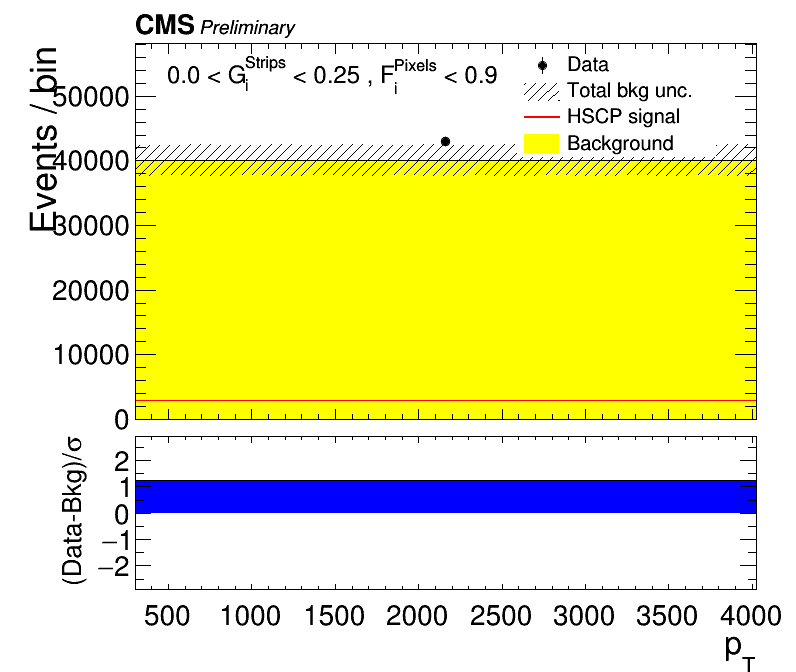 CMS Preliminary
0.0 < G_i^Strips < 0.25 , F_i^Pixels < 0.9
Data
Total bkg unc.
HSCP signal
Background
Events / bin
50000
40000
30000
20000
10000
0
(Data-Bkg)/σ
2
1
0
−1
−2
500 1000 1500 2000 2500 3000 3500 4000
p_T